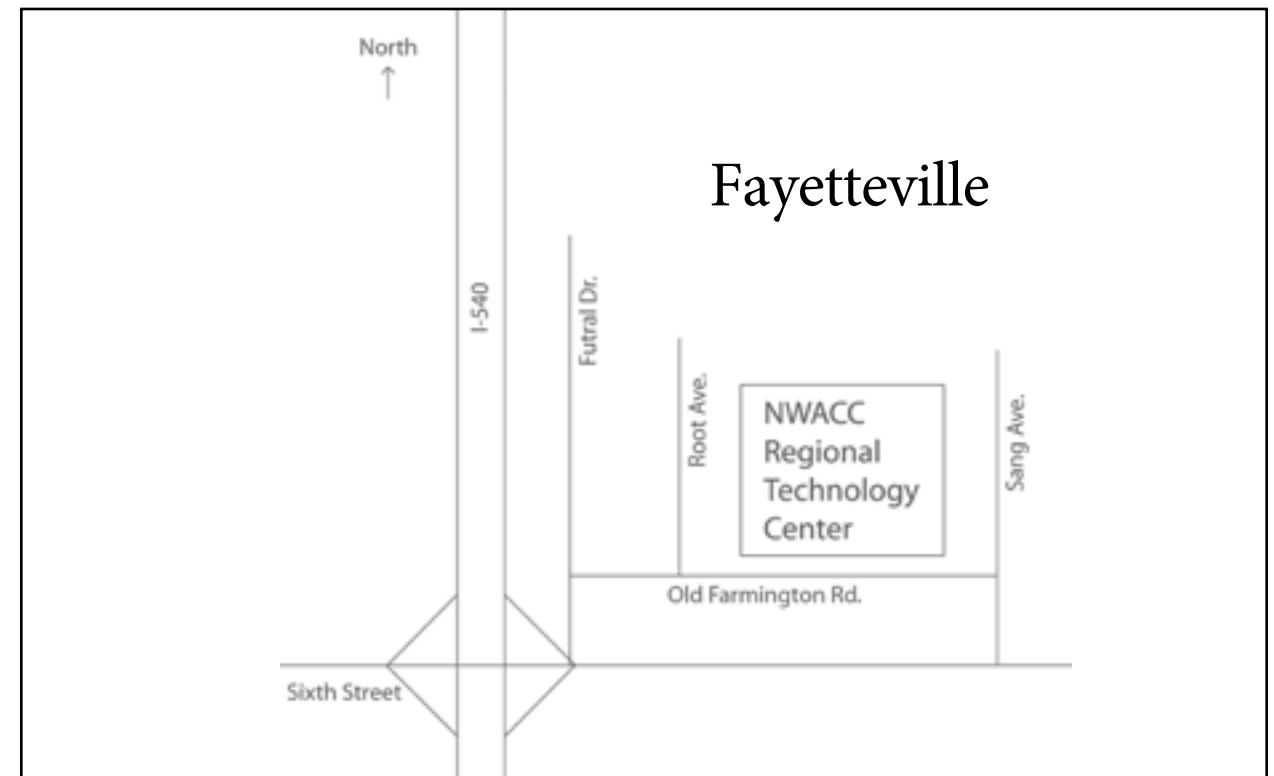 North
Fayetteville
I-540
Futral Dr.
Root Ave.
NWACC
Regional
Technology
Center
Sang Ave.
Old Farmington Rd.
Sixth Street